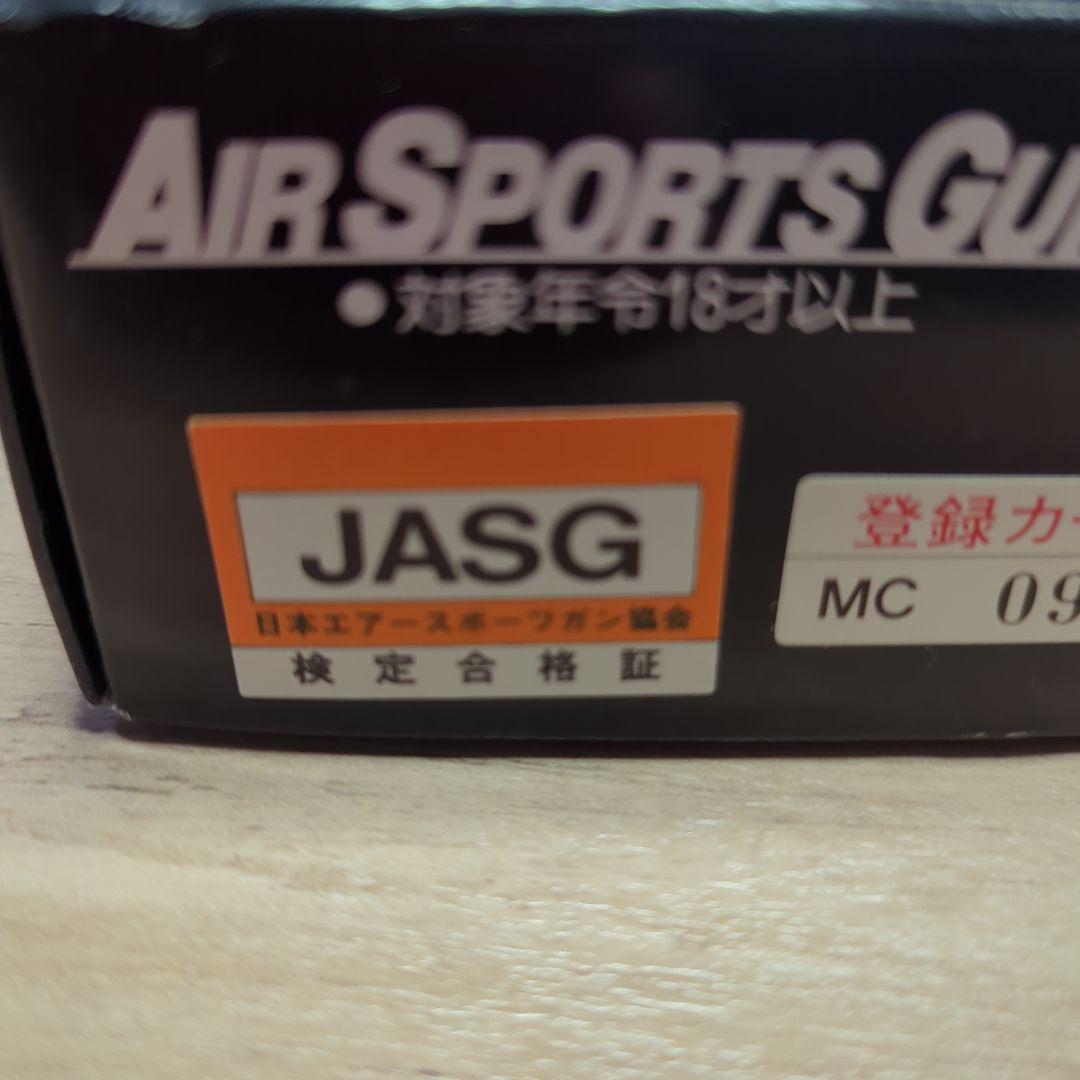 AIR SPORTS GU
●対象年令18才以上
JASG
日本エアースポーツガン協会
検定合格証
登録カー
MC 09